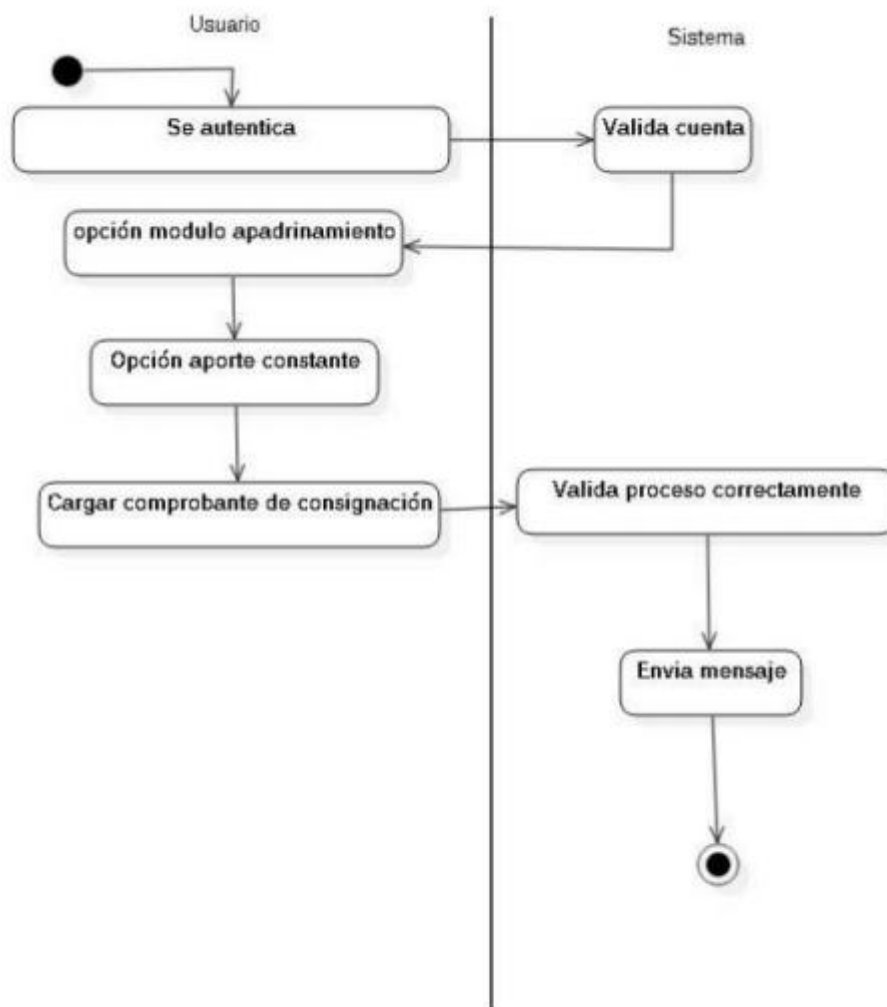 Usuario
Sistema
Se autentica
Valida cuenta
opción modulo apadrinamiento
Opción aporte constante
Cargar comprobante de consignación
Valida proceso correctamente
Envia mensaje